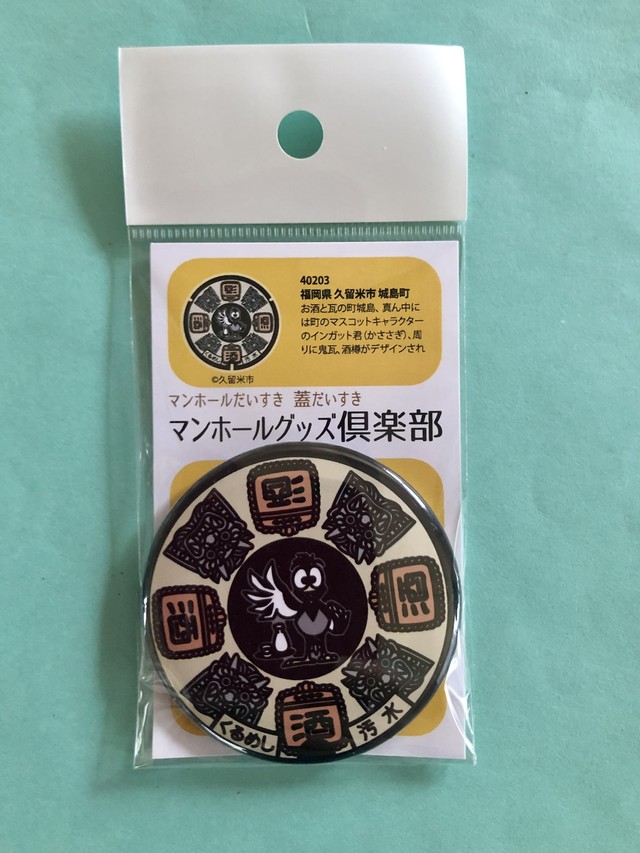 40203
福岡県 久留米市 城島町
お酒と瓦の町城島、真ん中に
は町のマスコットキャラクター
のインガット君(かささぎ)、周
りに鬼瓦、酒樽がデザインされ
©久留米市
マンホールだいすき 蓋だいすき
マンホールグッズ倶楽部
酒
酒
くるめし
汚水